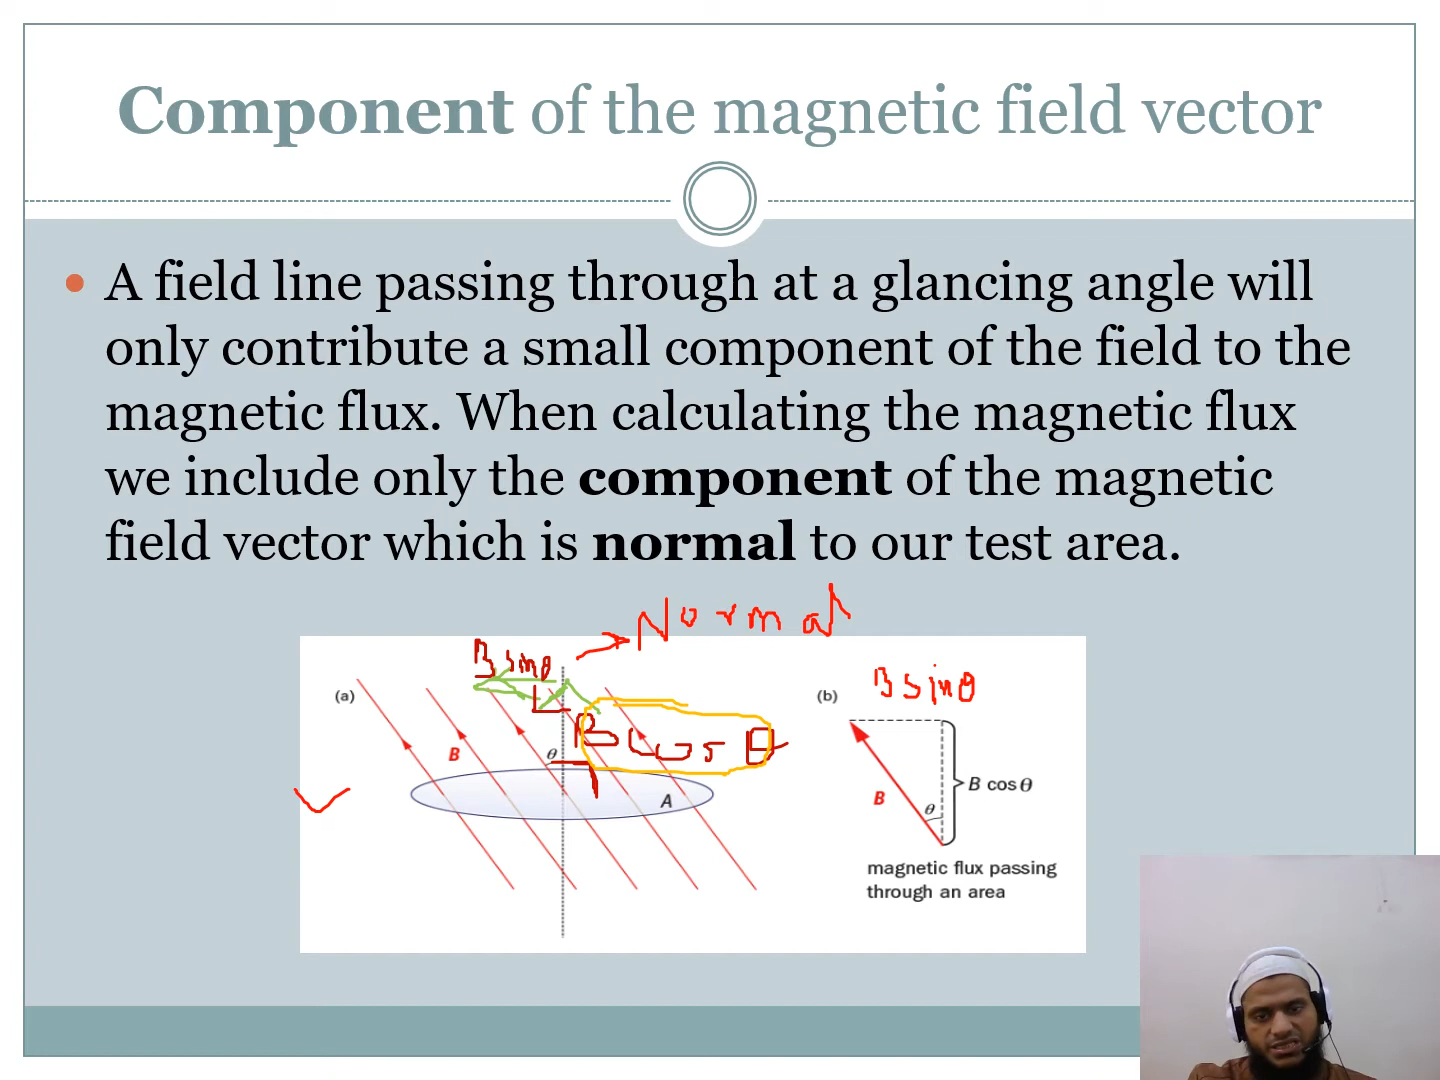 Component of the magnetic field vector
• A field line passing through at a glancing angle will
only contribute a small component of the field to the
magnetic flux. When calculating the magnetic flux
we include only the component of the magnetic
field vector which is normal to our test area.
Normal
B sinθ
(a)
B
θ
B cos θ
A
(b)
B sinθ
B
θ
B cos θ
magnetic flux passing
through an area